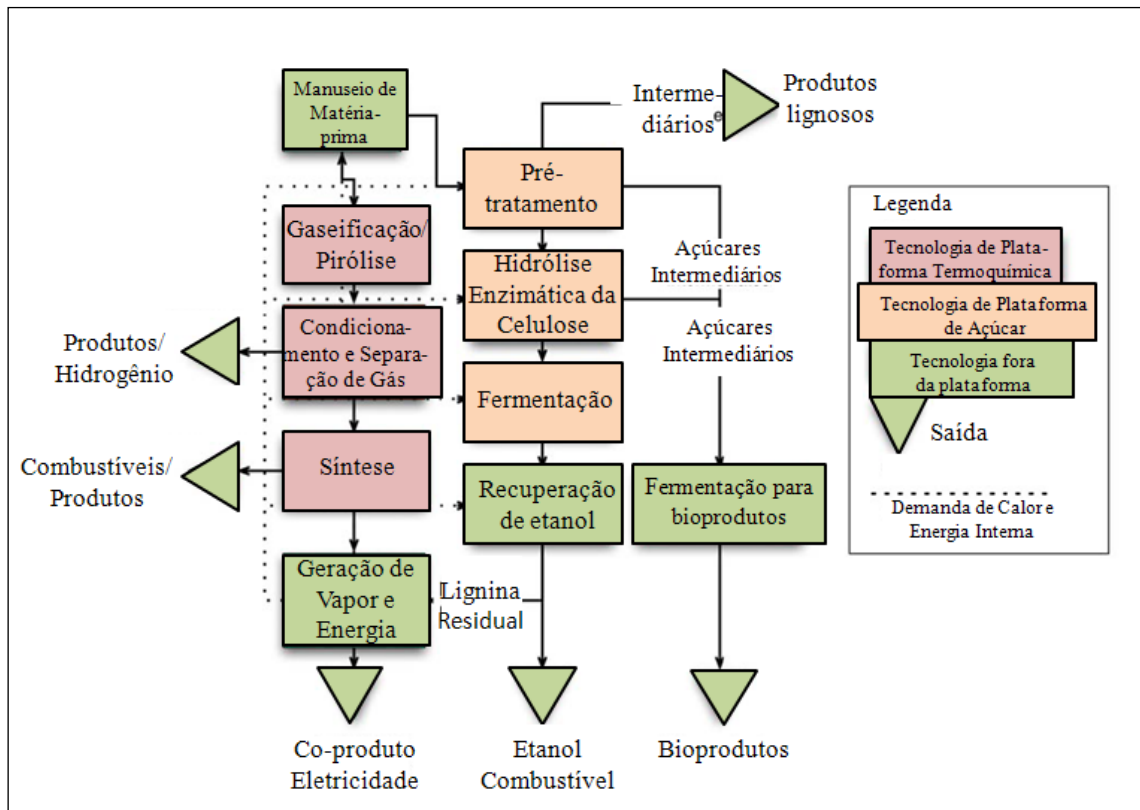 Manuseio de
Matéria-
prima
Interme-
diáriose
Produtos
lignosos
Pré-
tratamento
Gaseificação/
Pirólise
Hidrólise
Enzimática da
Celulose
Açúcares
Intermediários
Produtos/
Hidrogênio
Condiciona-
mento e Separa-
ção de Gás
Açúcares
Intermediários
Fermentação
Combustíveis/
Produtos
Síntese
Recuperação
de etanol
Fermentação para
bioprodutos
Geração de
Vapor e
Energia
Lignina
Residual
Co-produto
Eletricidade
Etanol
Combustível
Bioprodutos
Legenda
Tecnologia de Plata-
forma Termoquímica
Tecnologia de Plataforma
de Açúcar
Tecnologia fora
da plataforma
Saída
Demanda de Calor e
Energia Interna